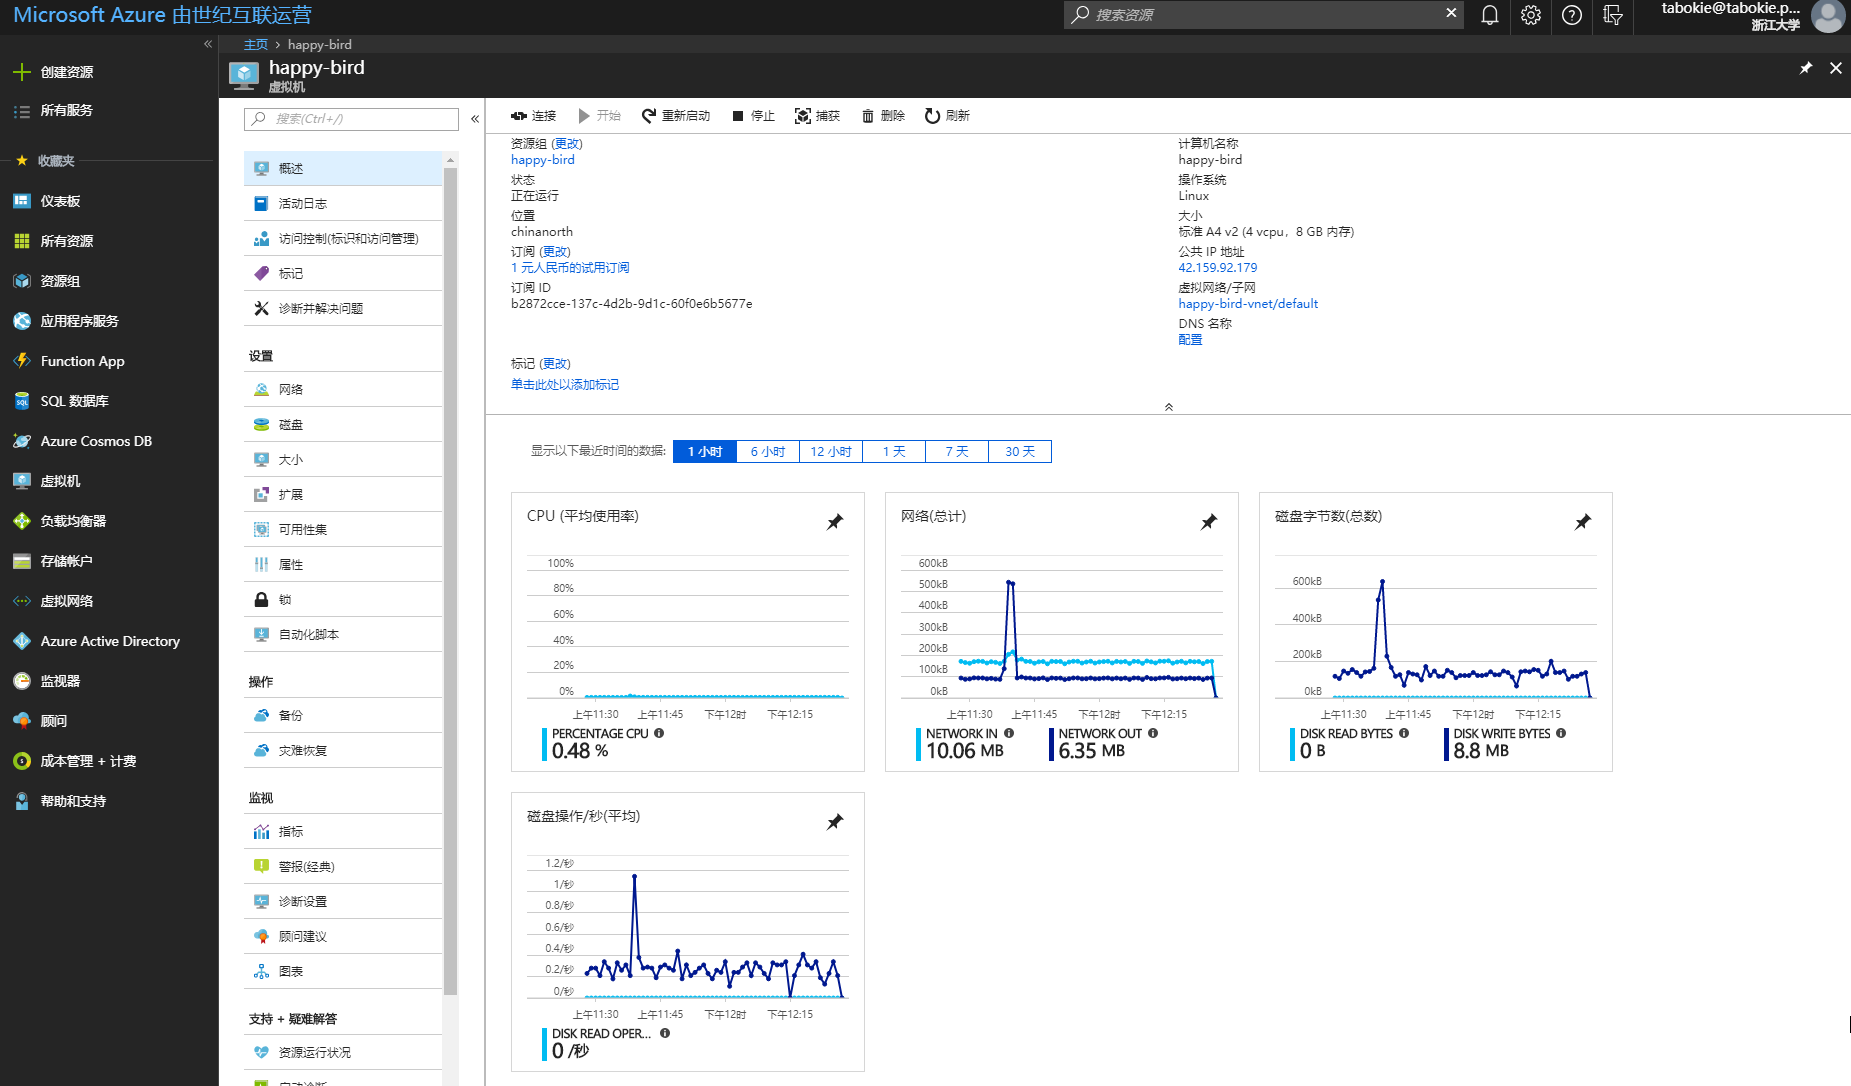 Microsoft Azure 由世纪互联运营
搜索资源
tabokie@tabokie.p...
浙江大学
主页 › happy-bird
happy-bird
虚拟机
创建资源
所有服务
收藏夹
仪表板
所有资源
资源组
应用程序服务
Function App
SQL 数据库
Azure Cosmos DB
虚拟机
负载均衡器
存储帐户
虚拟网络
Azure Active Directory
监视器
顾问
成本管理 + 计费
帮助和支持
搜索(Ctrl+/)
概述
活动日志
访问控制(标识和访问管理)
标记
诊断并解决问题
设置
网络
磁盘
大小
扩展
可用性集
属性
锁
自动化脚本
操作
备份
灾难恢复
监视
指标
警报(经典)
诊断设置
顾问建议
图表
支持 + 疑难解答
资源运行状况
启动诊断
连接 开始 重新启动 停止 捕获 删除 刷新
资源组 (更改)
happy-bird
状态
正在运行
位置
chinanorth
订阅 (更改)
1 元人民币的试用订阅
订阅 ID
b2872cce-137c-4d2b-9d1c-60f0e6b5677e
标记 (更改)
单击此处以添加标记
计算机名称
happy-bird
操作系统
Linux
大小
标准 A4 v2 (4 vcpu，8 GB 内存)
公共 IP 地址
42.159.92.179
虚拟网络/子网
happy-bird-vnet/default
DNS 名称
配置
显示以下最近时间的数据: 1 小时 6 小时 12 小时 1 天 7 天 30 天
CPU (平均使用率)
100%
80%
60%
40%
20%
0%
上午11:30 上午11:45 下午12时 下午12:15
PERCENTAGE CPU
0.48 %
网络(总计)
600kB
500kB
400kB
300kB
200kB
100kB
0kB
上午11:30 上午11:45 下午12时 下午12:15
NETWORK IN
10.06 MB
NETWORK OUT
6.35 MB
磁盘字节数(总数)
600kB
400kB
200kB
0kB
上午11:30 上午11:45 下午12时 下午12:15
DISK READ BYTES
0 B
DISK WRITE BYTES
8.8 MB
磁盘操作/秒(平均)
1.2/秒
1/秒
0.8/秒
0.6/秒
0.4/秒
0.2/秒
0/秒
上午11:30 上午11:45 下午12时 下午12:15
DISK READ OPER...
0 /秒